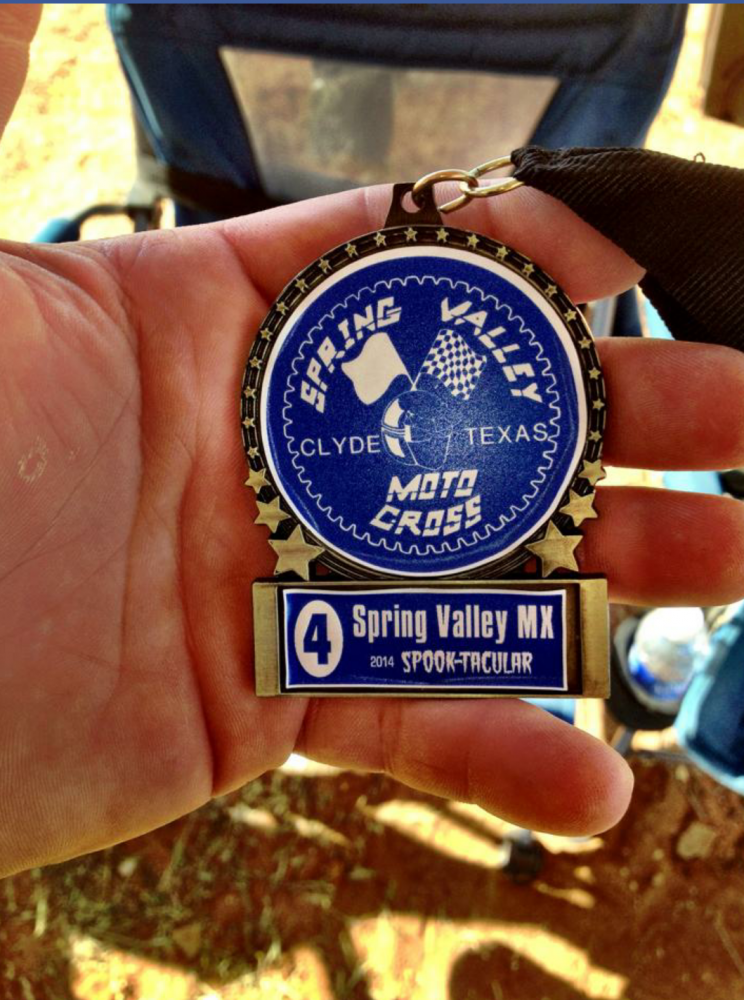 SPRING VALLEY
CLYDE TEXAS
MOTO
CROSS
4
Spring Valley MX
2014 SPOOK-TACULAR